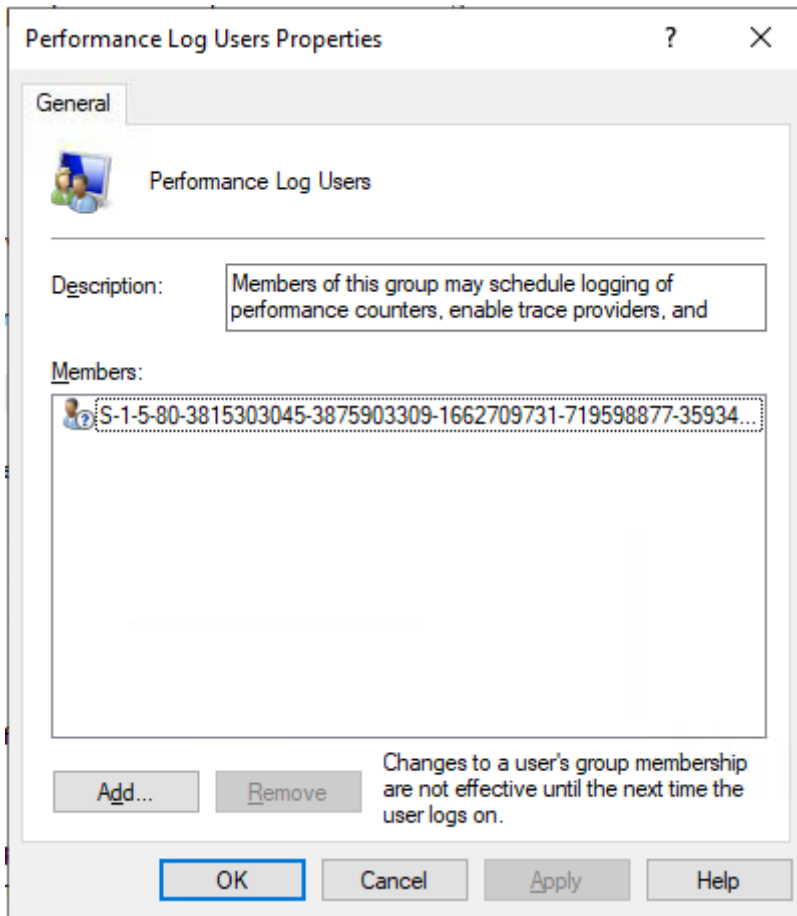 Performance Log Users Properties
?
General
Performance Log Users
Description:
Members of this group may schedule logging of
performance counters, enable trace providers, and
Members:
S-1-5-80-3815303045-3875903309-1662709731-719598877-35934...
Add...
Remove
Changes to a user's group membership
are not effective until the next time the
user logs on.
OK
Cancel
Apply
Help